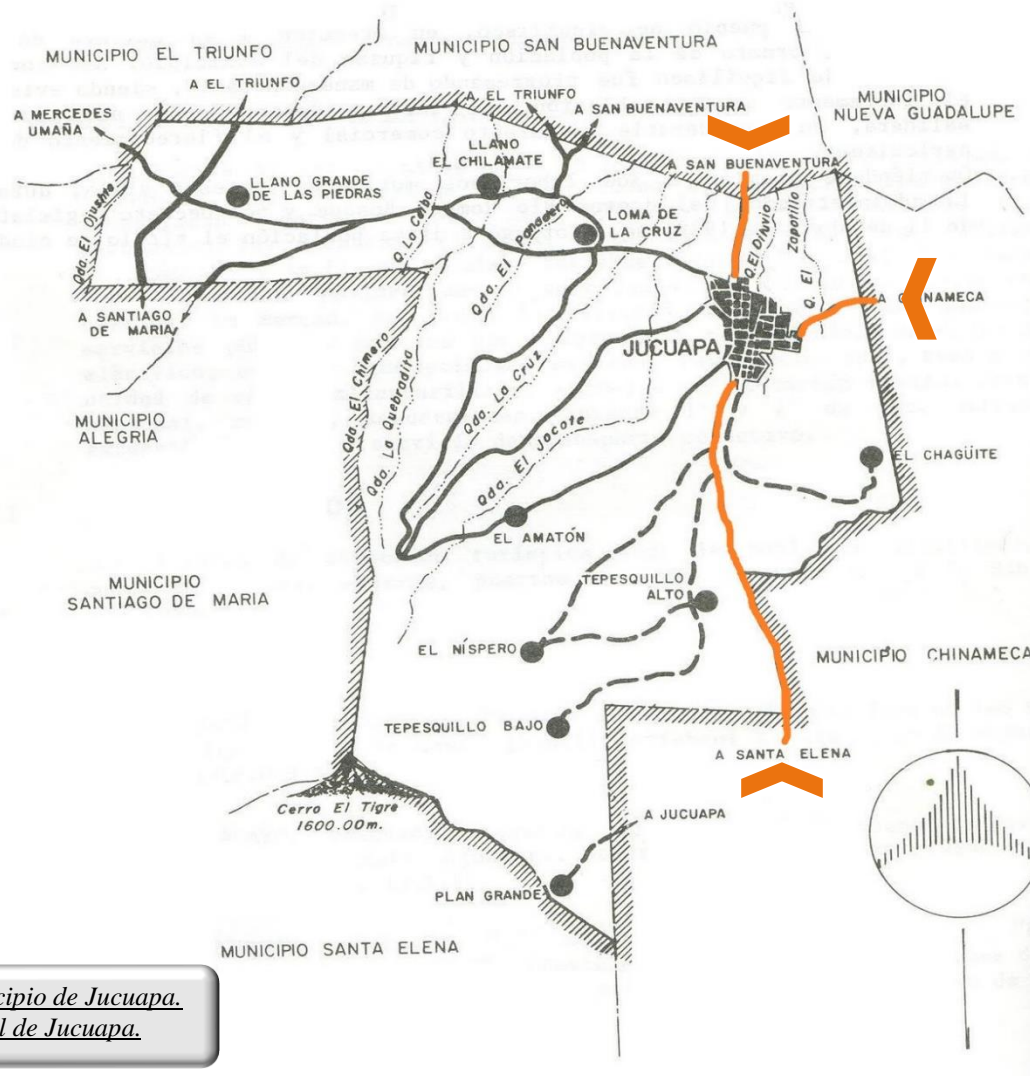 MUNICIPIO EL TRIUNFO
MUNICIPIO SAN BUENAVENTURA
A EL TRIUNFO
A EL TRIUNFO
A MERCEDES
UMAÑA
A SAN BUENAVENTURA
MUNICIPIO
NUEVA GUADALUPE
LLANO
EL CHILAMATE
A SAN BUENAVENTURA
LLANO GRANDE
DE LAS PIEDRAS
Qda. El Ojushte
Q. La Ceiba
Qda. El Panadero
LOMA DE
LA CRUZ
Q. El Diluvio
Q. El Zapotillo
A CHINAMECA
A SANTIAGO
DE MARIA
JUCUAPA
Qda. El Chimaro
Qda. La Quebrada
Qda. La Cruz
Qda. El Jocote
MUNICIPIO
ALEGRIA
EL CHAGÜITE
EL AMATÓN
MUNICIPIO
SANTIAGO DE MARIA
TEPESQUILLO
ALTO
EL NÍSPERO
MUNICIPIO CHINAMECA
TEPESQUILLO BAJO
A SANTA ELENA
Cerro El Tigre
1600.00m.
A JUCUAPA
PLAN GRANDE
MUNICIPIO SANTA ELENA
cipio de Jucuapa.
l de Jucuapa.